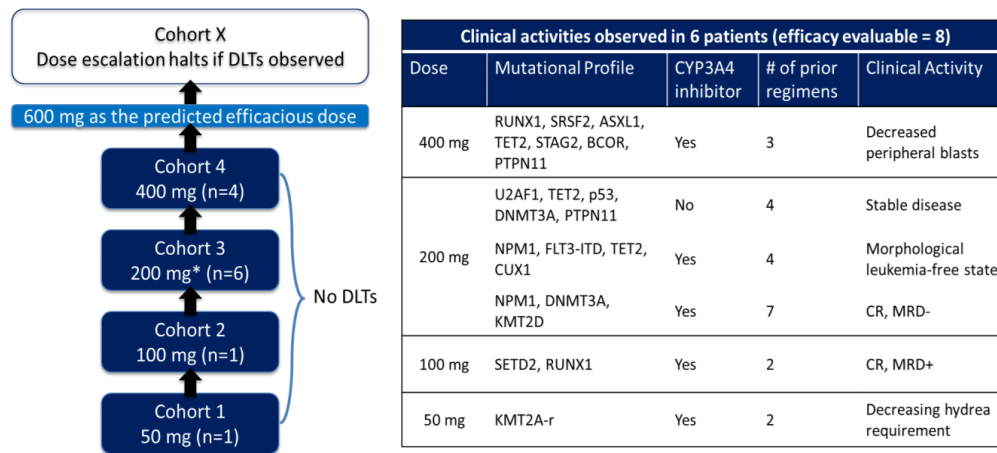 Cohort X
Dose escalation halts if DLTs observed
600 mg as the predicted efficacious dose
Cohort 4
400 mg (n=4)
Cohort 3
200 mg* (n=6)
Cohort 2
100 mg (n=1)
Cohort 1
50 mg (n=1)
No DLTs
Clinical activities observed in 6 patients (efficacy evaluable = 8)
Dose Mutational Profile CYP3A4 inhibitor # of prior regimens Clinical Activity
400 mg RUNX1, SRSF2, ASXL1, TET2, STAG2, BCOR, PTPN11 Yes 3 Decreased peripheral blasts
200 mg U2AF1, TET2, p53, DNMT3A, PTPN11 No 4 Stable disease
NPM1, FLT3-ITD, TET2, CUX1 Yes 4 Morphological leukemia-free state
NPM1, DNMT3A, KMT2D Yes 7 CR, MRD-
100 mg SETD2, RUNX1 Yes 2 CR, MRD+
50 mg KMT2A-r Yes 2 Decreasing hydrea requirement